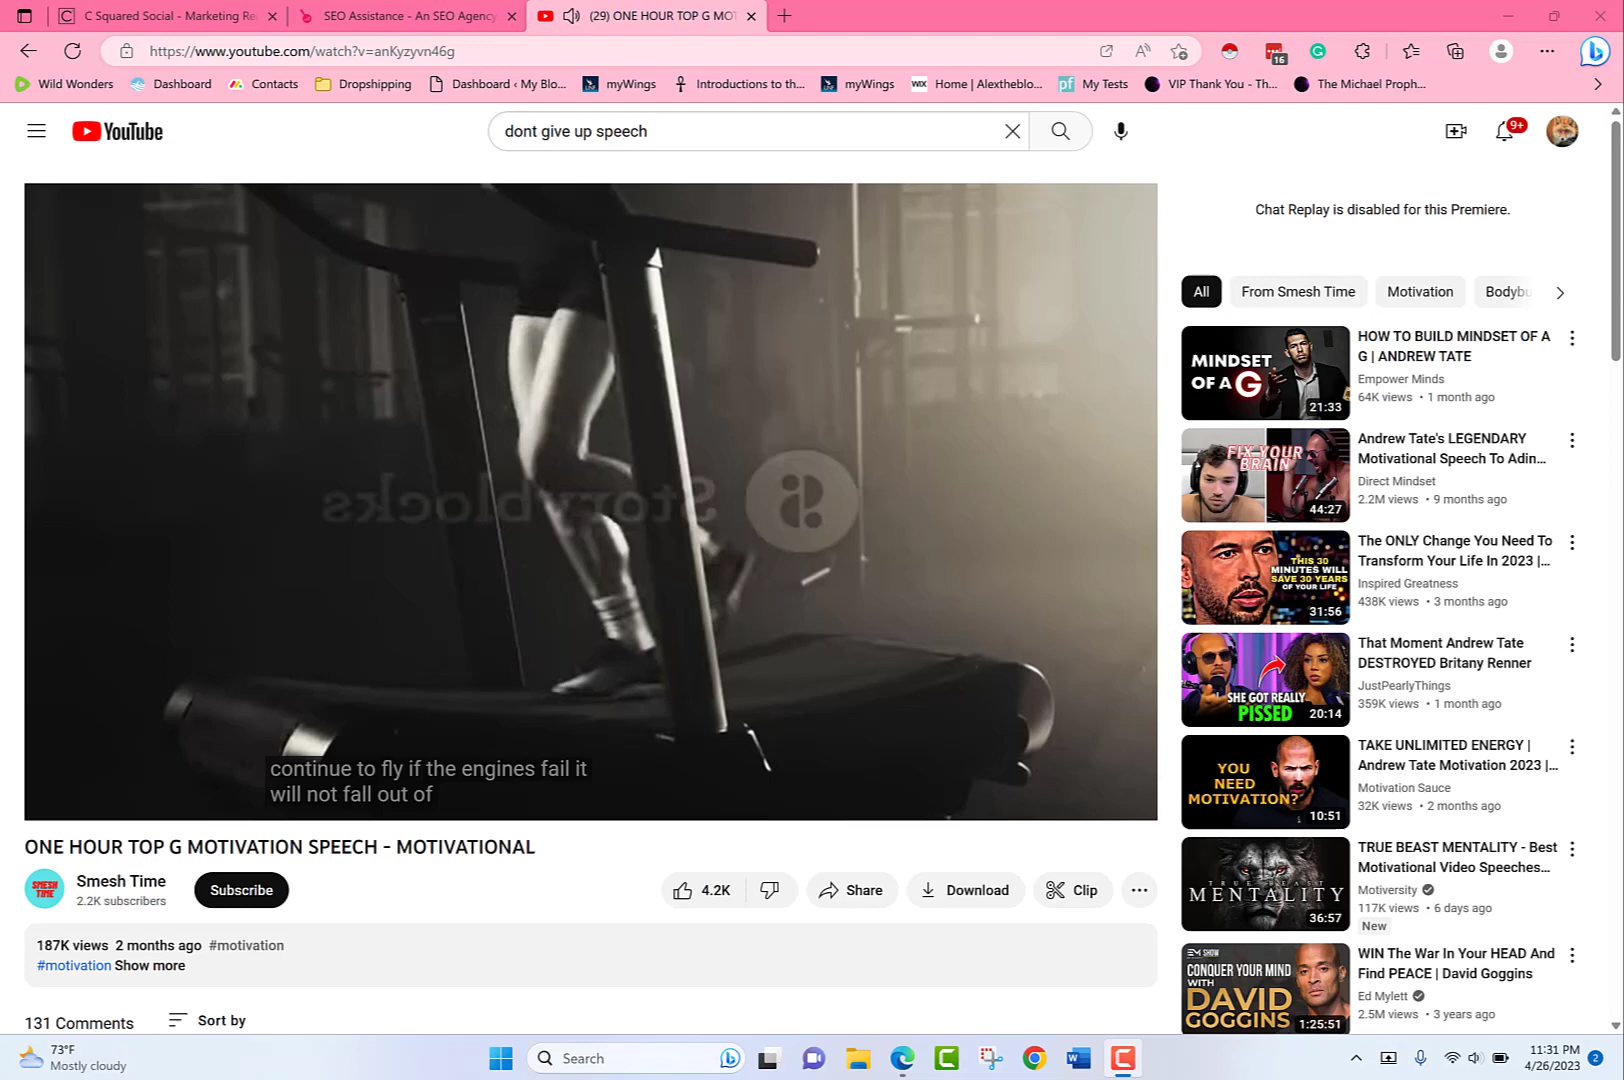 C Squared Social - Marketing Re
SEO Assistance - An SEO Agency
(29) ONE HOUR TOP G MOT
https://www.youtube.com/watch?v=anKyzyvn46g
16
Wild Wonders
Dashboard
Contacts
Dropshipping
Dashboard ‹ My Blo...
myWings
Introductions to th...
myWings
WIX
Home | Alextheblo...
pf
My Tests
VIP Thank You - Th...
The Michael Proph...
YouTube
dont give up speech
9+
Storyblocks
continue to fly if the engines fail it
will not fall out of
ONE HOUR TOP G MOTIVATION SPEECH - MOTIVATIONAL
SMESH
TIME
Smesh Time
2.2K subscribers
Subscribe
4.2K
Share
Download
Clip
187K views 2 months ago #motivation
#motivation Show more
131 Comments
Sort by
Chat Replay is disabled for this Premiere.
All
From Smesh Time
Motivation
Bodybu
MINDSET
OF A G
21:33
HOW TO BUILD MINDSET OF A
G | ANDREW TATE
Empower Minds
64K views • 1 month ago
FIX YOUR
BRAIN
44:27
Andrew Tate's LEGENDARY
Motivational Speech To Adin...
Direct Mindset
2.2M views • 9 months ago
THIS 30
MINUTES WILL
SAVE 30 YEARS
OF YOUR LIFE
31:56
The ONLY Change You Need To
Transform Your Life In 2023 |...
Inspired Greatness
438K views • 3 months ago
SHE GOT REALLY
PISSED
20:14
That Moment Andrew Tate
DESTROYED Britany Renner
JustPearlyThings
359K views • 1 month ago
YOU
NEED
MOTIVATION?
10:51
TAKE UNLIMITED ENERGY |
Andrew Tate Motivation 2023 |...
Motivation Sauce
32K views • 2 months ago
TRUE BEAST
MENTALITY
36:57
TRUE BEAST MENTALITY - Best
Motivational Video Speeches...
Motiversity
117K views • 6 days ago
New
EM SHOW
CONQUER YOUR MIND
WITH
DAVID
GOGGINS
1:25:51
WIN The War In Your HEAD And
Find PEACE | David Goggins
Ed Mylett
2.5M views • 3 years ago
73°F
Mostly cloudy
Search
11:31 PM
4/26/2023
2